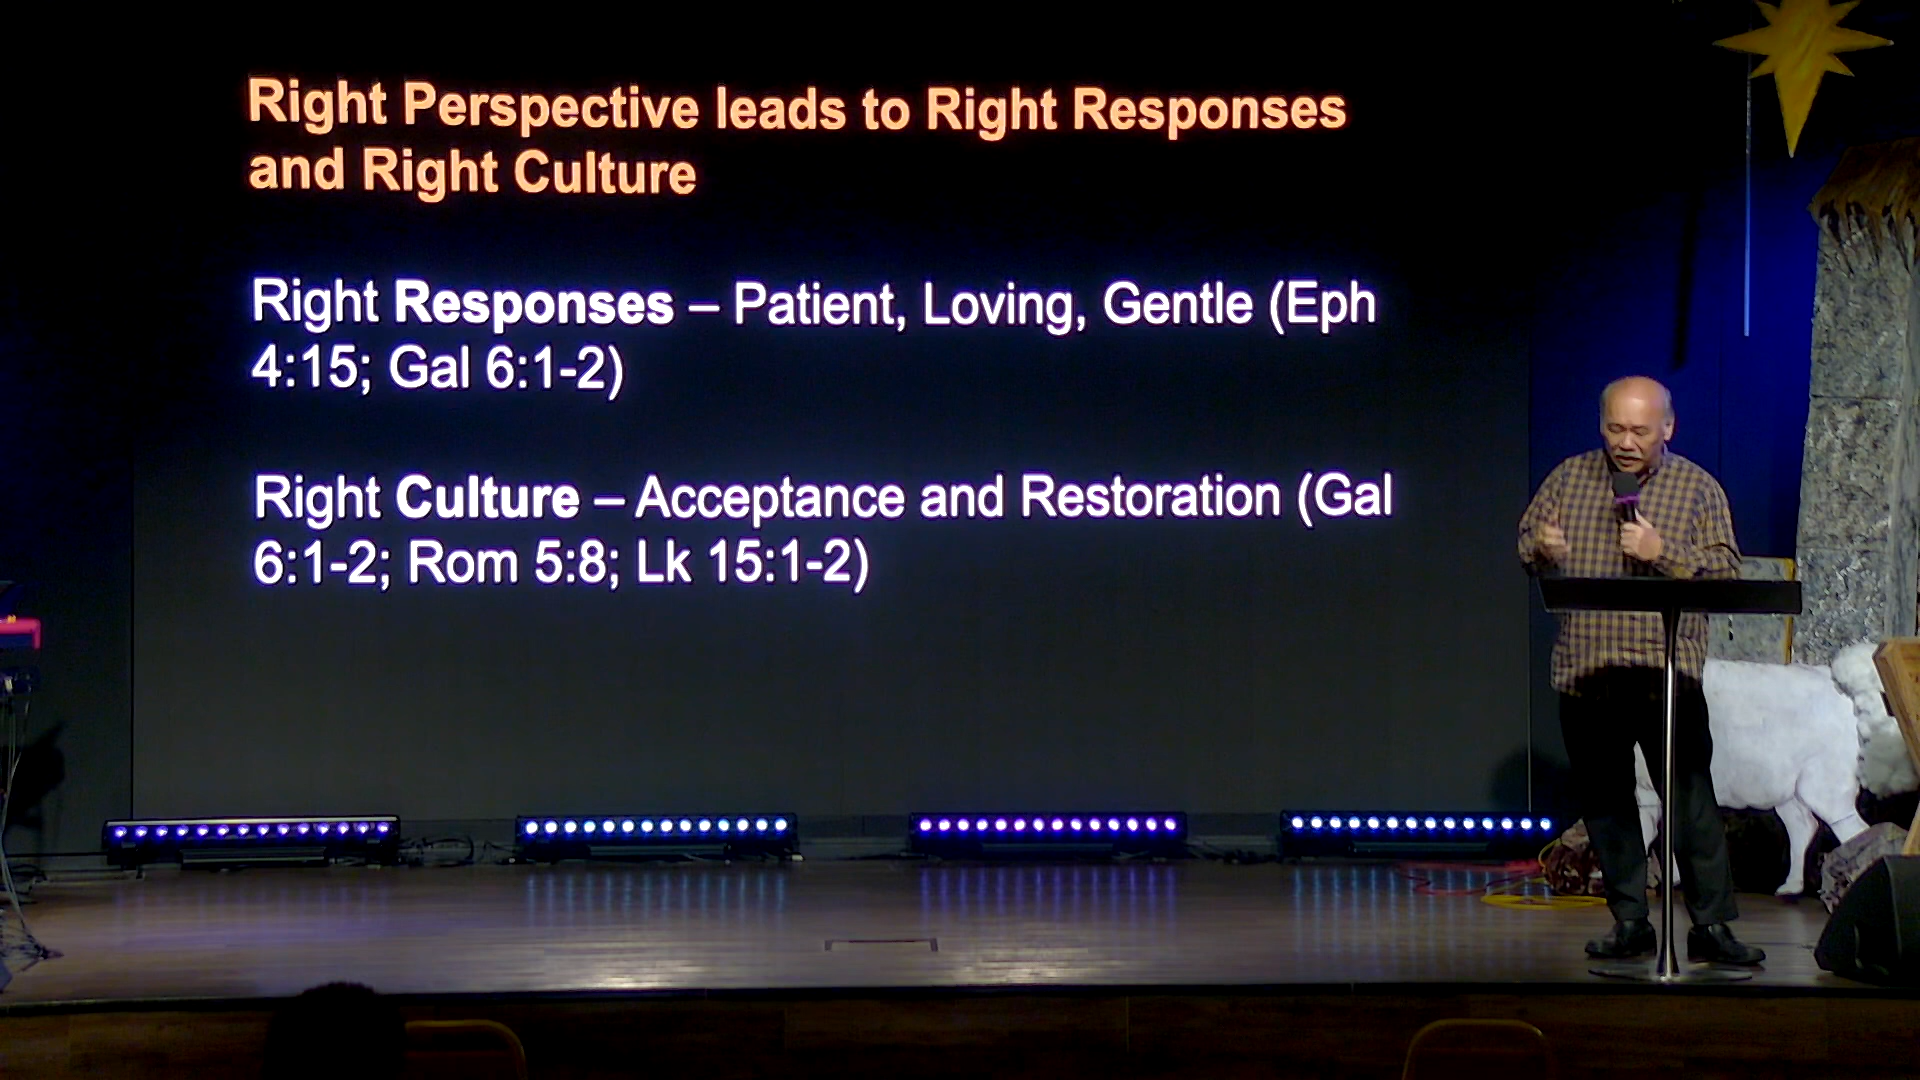 Right Perspective leads to Right Responses
and Right Culture
Right Responses – Patient, Loving, Gentle (Eph
4:15; Gal 6:1-2)
Right Culture – Acceptance and Restoration (Gal
6:1-2; Rom 5:8; Lk 15:1-2)